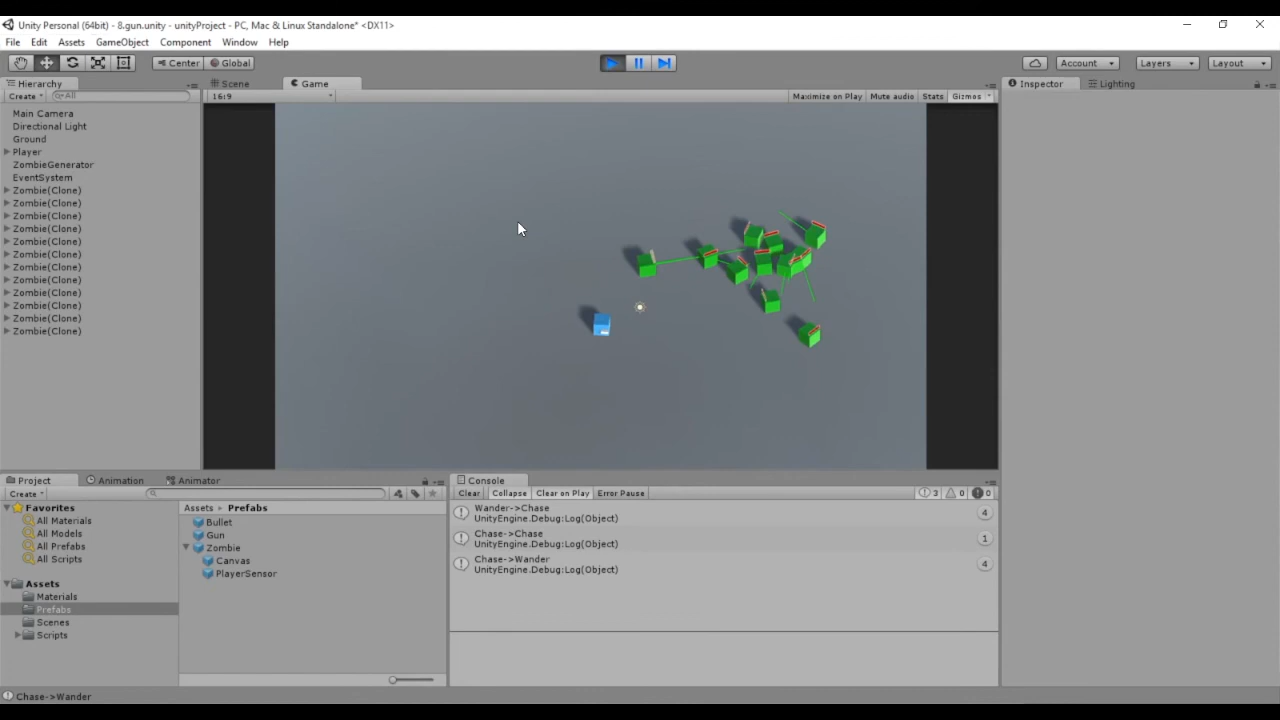 Unity Personal (64bit) - 8.gun.unity - unityProject - PC, Mac & Linux Standalone* <DX11>
File Edit Assets GameObject Component Window Help
Center Global Account Layers Layout
Hierarchy Scene Game Inspector Lighting
Create All 16:9 Maximize on Play Mute audio Stats Gizmos
Main Camera
Directional Light
Ground
Player
ZombieGenerator
EventSystem
Zombie(Clone)
Zombie(Clone)
Zombie(Clone)
Zombie(Clone)
Zombie(Clone)
Zombie(Clone)
Zombie(Clone)
Zombie(Clone)
Zombie(Clone)
Zombie(Clone)
Zombie(Clone)
Zombie(Clone)
Project Animation Animator
Create
Favorites
All Materials
All Models
All Prefabs
All Scripts
Assets
Materials
Prefabs
Scenes
Scripts
Assets Prefabs
Bullet
Gun
Zombie
Canvas
PlayerSensor
Console
Clear Collapse Clear on Play Error Pause 3 0 0
Wander->Chase
UnityEngine.Debug:Log(Object) 4
Chase->Chase
UnityEngine.Debug:Log(Object) 1
Chase->Wander
UnityEngine.Debug:Log(Object) 4
Chase->Wander